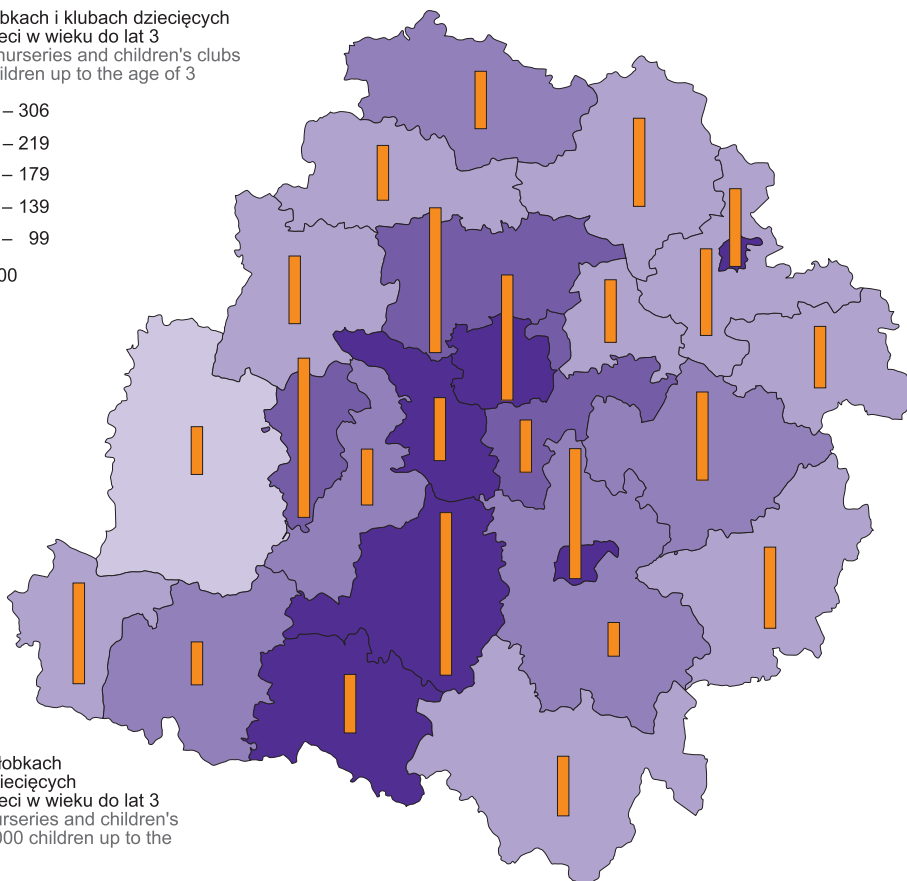 bkach i klubach dziecięcych
eci w wieku do lat 3
nurseries and children's clubs
ildren up to the age of 3
– 306
– 219
– 179
– 139
– 99
00
łobkach
iecięcych
eci w wieku do lat 3
urseries and children's
000 children up to the